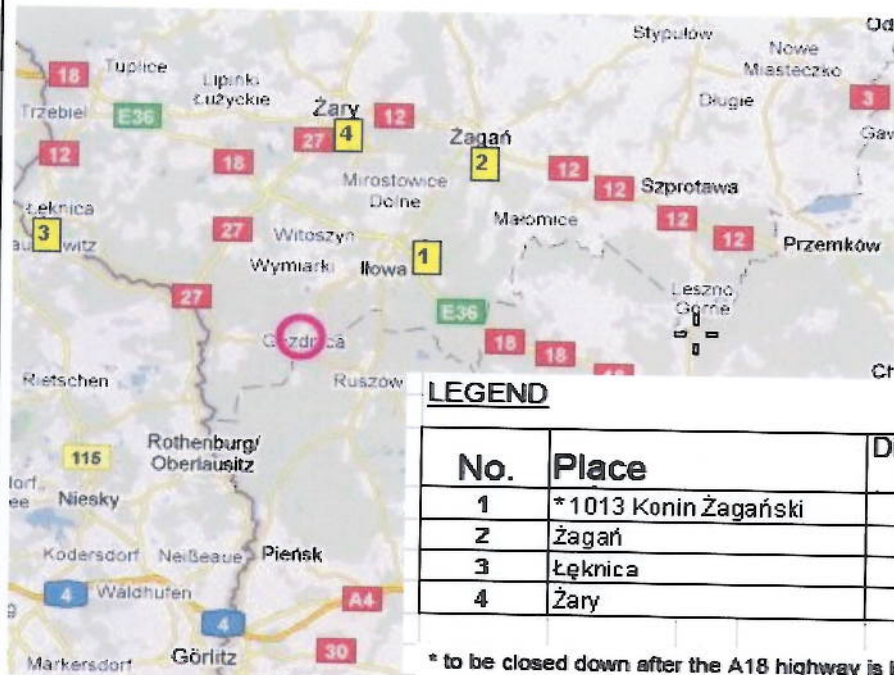 Stypułów
Nowe
Miasteczko
18
Tuplice
Lipinki
Łużyckie
Długie
3
Trzebiel
E36
Żary
12
4
27
Żagań
2
12
18
Mirostowice
Dolne
12
12
Szprotawa
12
12
Łęknica
3
27
Witoszyn
Małomice
Przemków
Wymiarki
Iłowa
1
27
E36
Leszno
Górne
Gozdnica
18
18
Rietschen
Ruszów
Rothenburg/
Oberlausitz
115
Niesky
Kodersdorf
Neißeaue
Pieńsk
4
Waldhufen
A4
4
Görlitz
30
Markersdorf
LEGEND
No. Place
1 *1013 Konin Żagański
2 Żagań
3 Łęknica
4 Żary
* to be closed down after the A18 highway is